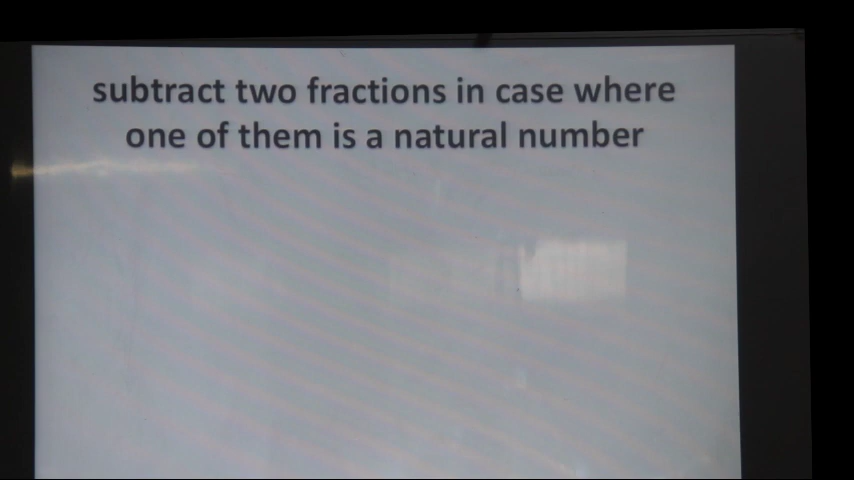 subtract two fractions in case where
one of them is a natural number